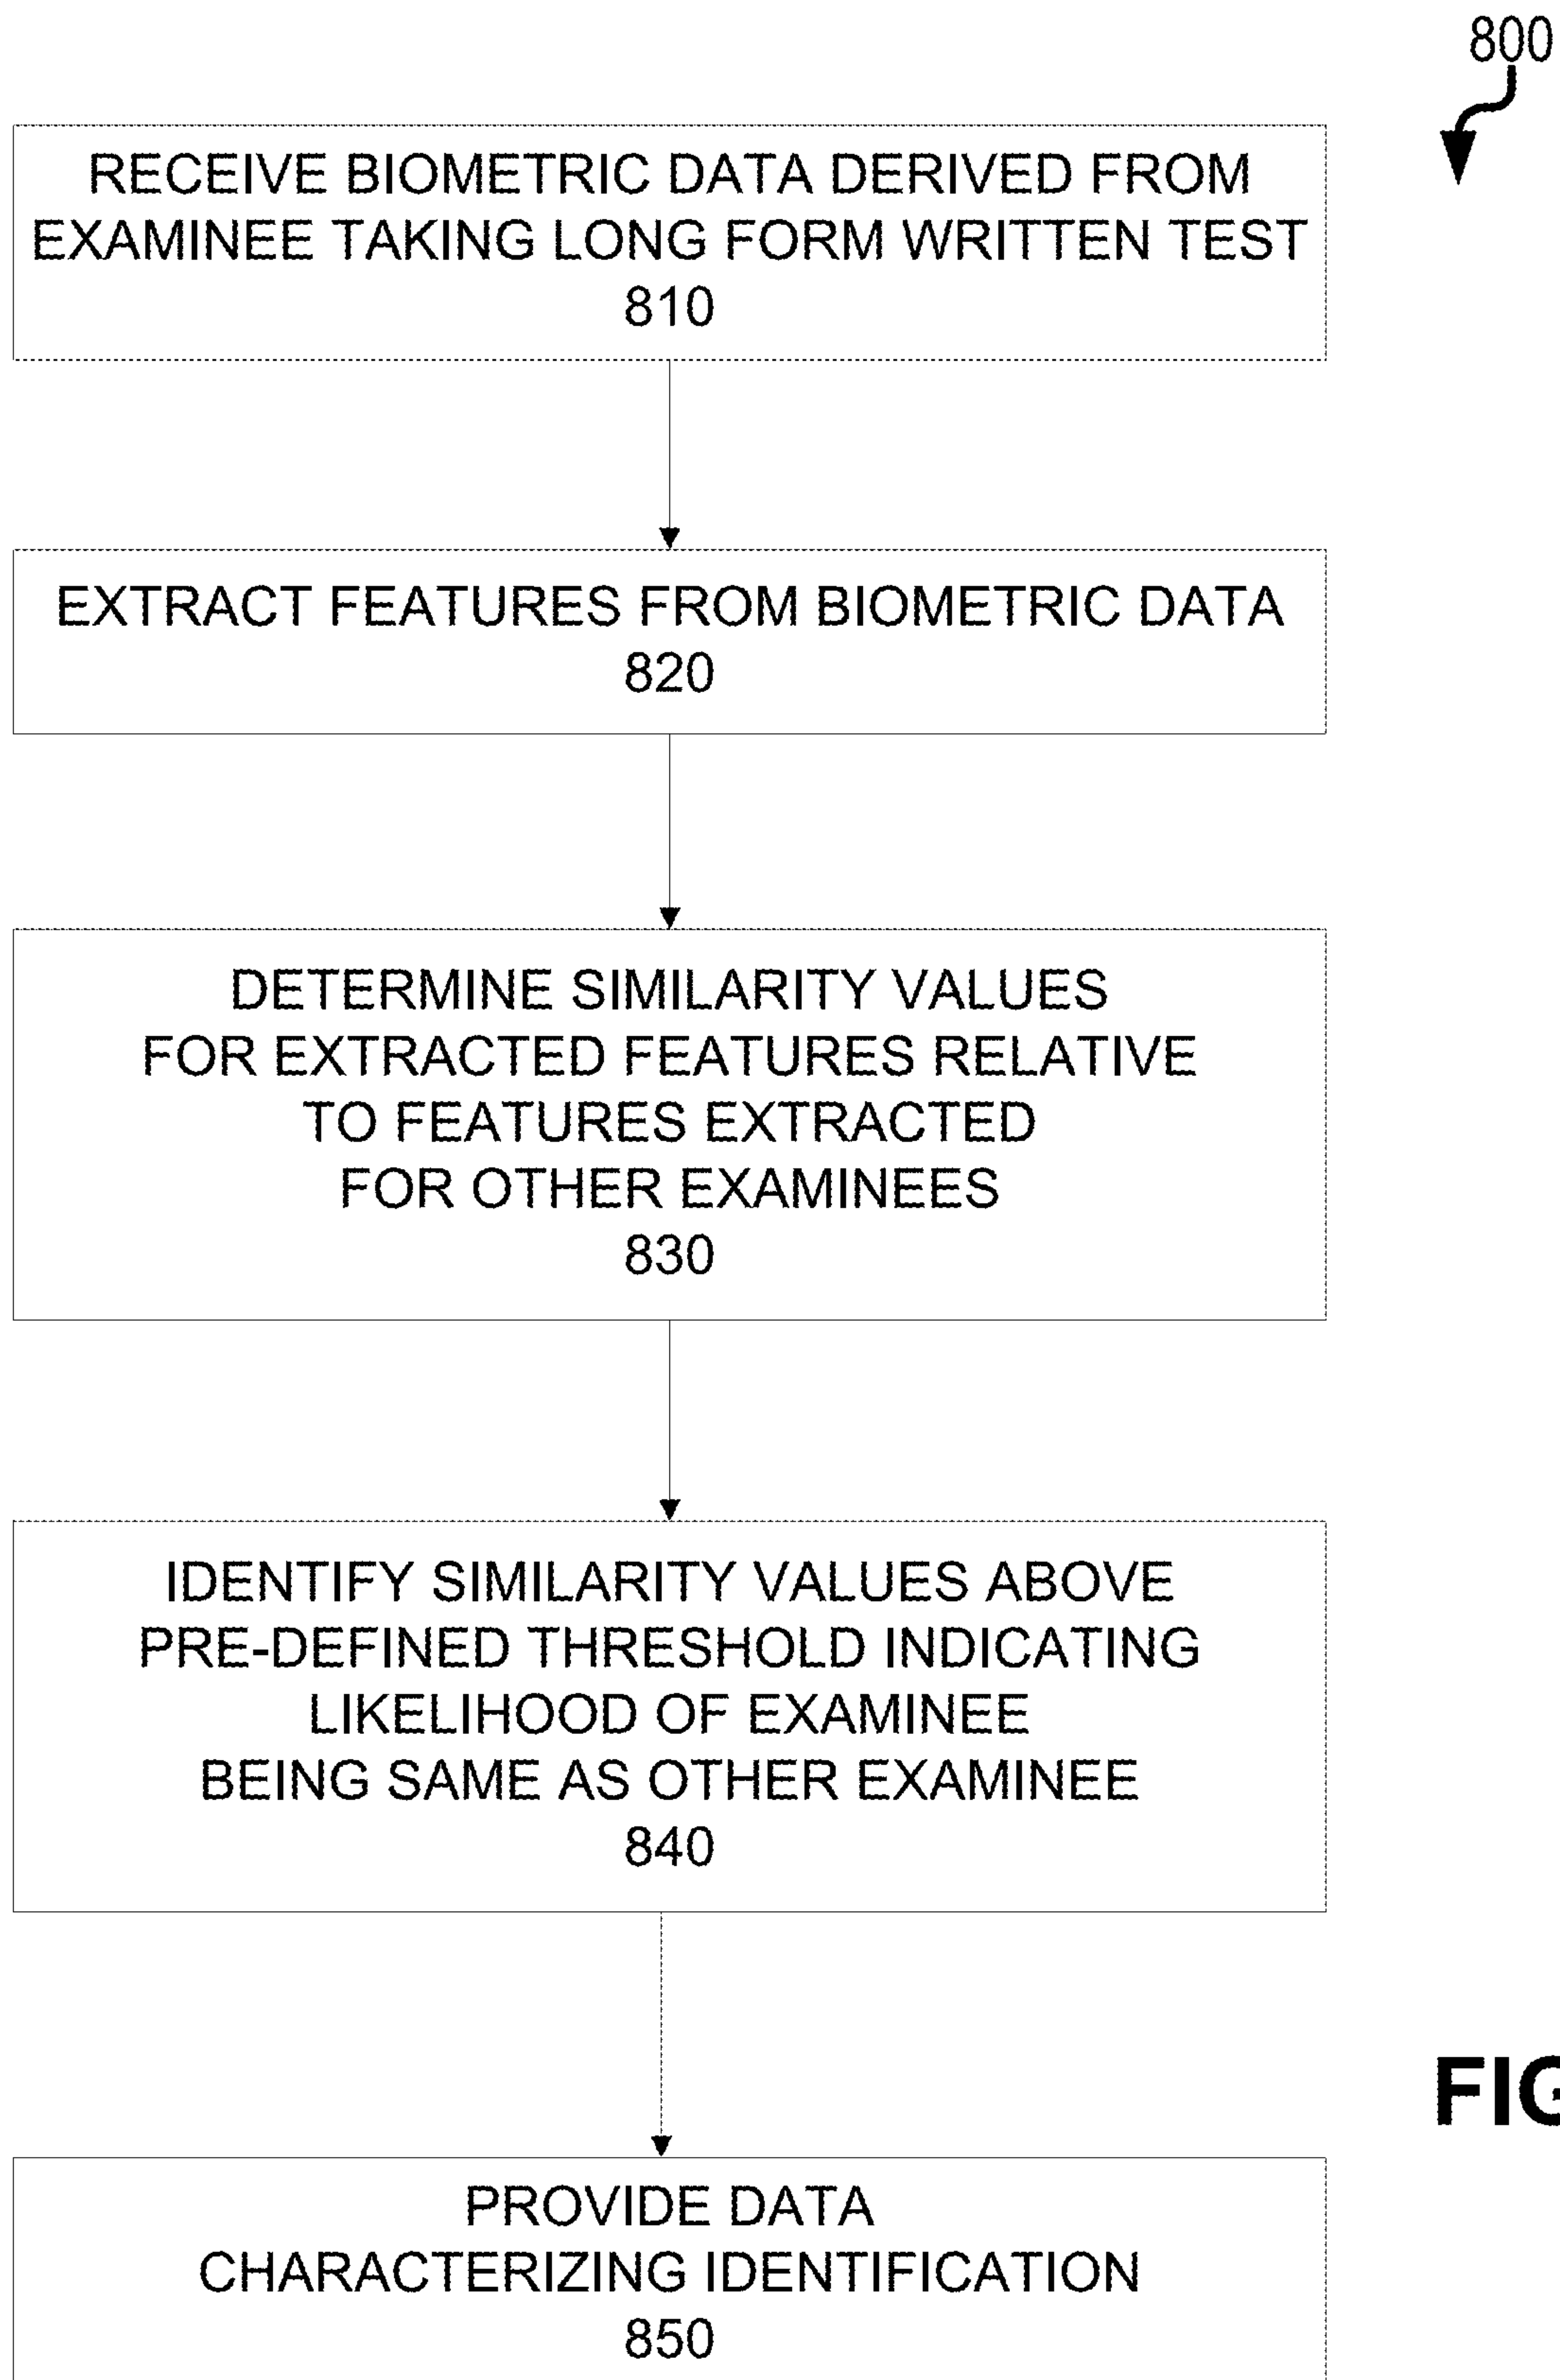 800
RECEIVE BIOMETRIC DATA DERIVED FROM
EXAMINEE TAKING LONG FORM WRITTEN TEST
810
EXTRACT FEATURES FROM BIOMETRIC DATA
820
DETERMINE SIMILARITY VALUES
FOR EXTRACTED FEATURES RELATIVE
TO FEATURES EXTRACTED
FOR OTHER EXAMINEES
830
IDENTIFY SIMILARITY VALUES ABOVE
PRE-DEFINED THRESHOLD INDICATING
LIKELIHOOD OF EXAMINEE
BEING SAME AS OTHER EXAMINEE
840
FIG
PROVIDE DATA
CHARACTERIZING IDENTIFICATION
850